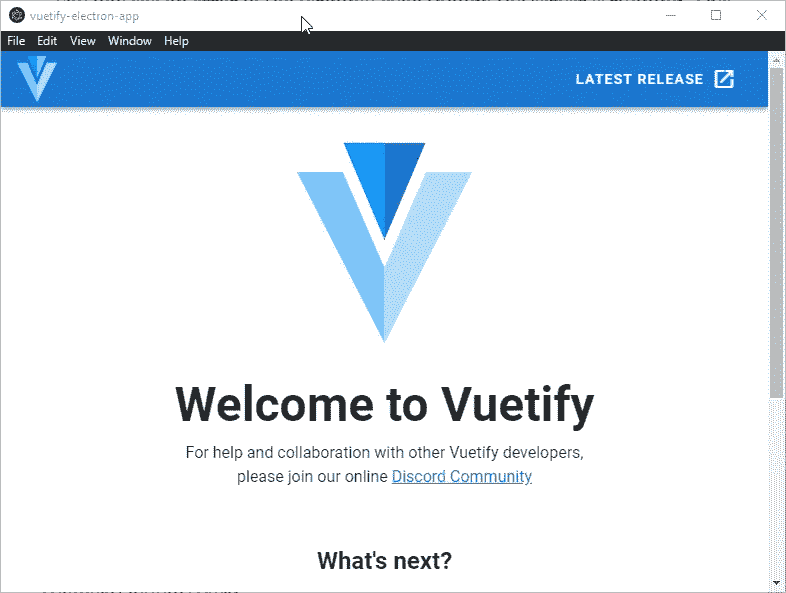 vuetify-electron-app
File Edit View Window Help
LATEST RELEASE
Welcome to Vuetify
For help and collaboration with other Vuetify developers,
please join our online Discord Community
What's next?